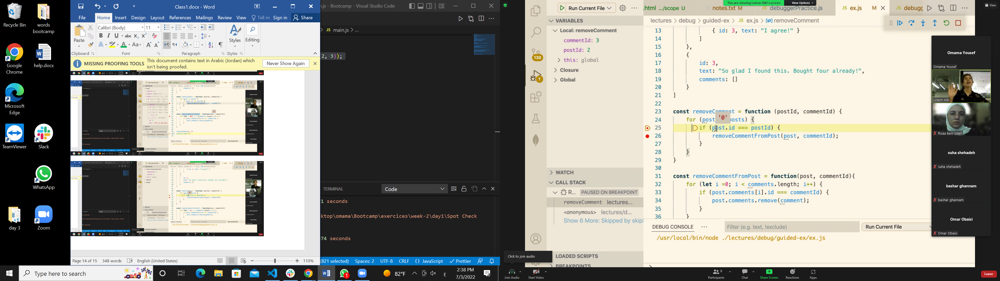 Recycle Bin
words bootcamp
Google Chrome
help.docx
Microsoft Edge
TeamViewer
Slack
WhatsApp
day 3
Zoom
Class1.docx - Word
File Home Insert Design Layout References Mailings Review View Tell m Sign in Share
Calibri (Body) 11
Paste
Styles
Editing
Clipboard Font Paragraph Styles
MISSING PROOFING TOOLS This document contains text in Arabic (Jordan) which isn't being proofed. Never Show Again
Page 14 of 15 348 words English (United States) 110%
.js - Bootcamp - Visual Studio Code
JS main.js > ...
2, 3));
TERMINAL Code
1 seconds
ktop\omama\Bootcamp\exercices\week-2\day1\Spot Check
74 seconds
(821 selected) Spaces: 2 UTF-8 CRLF {} JavaScript Prettier
Type here to search
82°F
2:38 PM
7/3/2022
You are viewing Lotem Hiki's screen View Options
View
Run Current File
.html .../scope U notes.txt M debuggerPractice.js JS ex.js M debugg
lectures > debug > guided-ex > JS ex.js > removeComment
VARIABLES
Local: removeComment
commentId: 3
postId: 2
this: global
Closure
Global
130
1
WATCH
CALL STACK
R... PAUSED ON BREAKPOINT
removeComment lectures...
<anonymous> lectures/d...
Show 6 More: Skipped by skip
LOADED SCRIPTS
BREAKPOINTS
13 { id: 3, text: "I agree!" }
14 ]
15 },
16 {
17 id: 3,
18 text: "So glad I found this. Bought four already!",
19 comments: []
20 }
21 ]
22
23 const removeComment = function (postId, commentId) {
24 for (post posts) {
'0'
25 if (post.id === postId) {
26 removeCommentFromPost(post, commentId);
27 }
28 }
29 }
30
31 const removeCommentFromPost = function(post, commentId){
32 for (let i =0; i < comments.length; i++) {
33 if (post.comments[i].id === commentId) {
34 post.comments.remove(comment);
35 }
36 }
DEBUG CONSOLE Filter (e.g. text, !exclude) Run Current File
/usr/local/bin/node ./lectures/debug/guided-ex/ex.js
Omama Yousef
Omama Yousef
Lotem Hiki
Roaa Bani odeh
suha shehadeh
suha shehadeh
bashar ghannam
bashar ghannam
Omar Obaisi
Omar Obaisi
Click to join audio
Join Audio Start Video Participants 8 Chat Share Screen Reactions Apps Leave